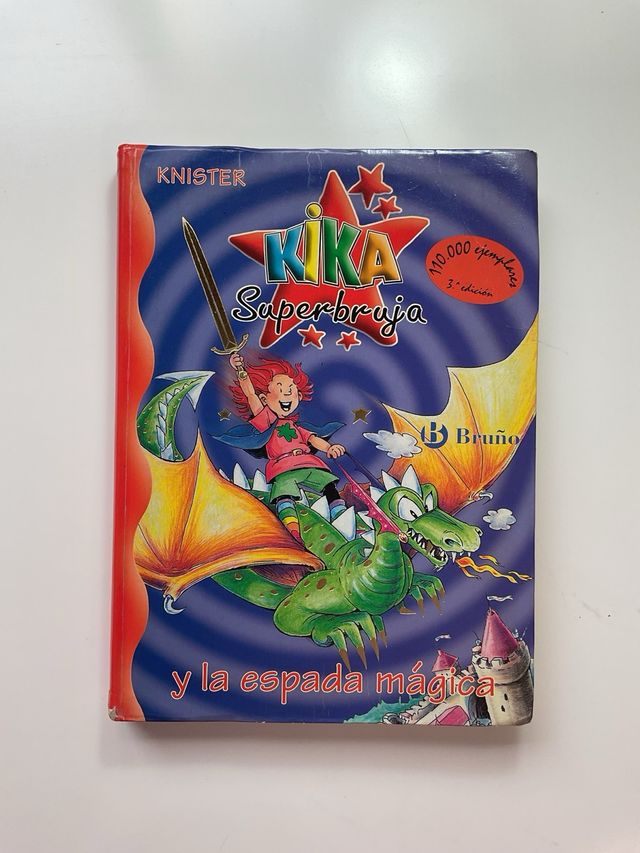 KNISTER
KiKA
Superbruja
110.000 ejemplares
3.ª edición
B Bruño
y la espada mágica